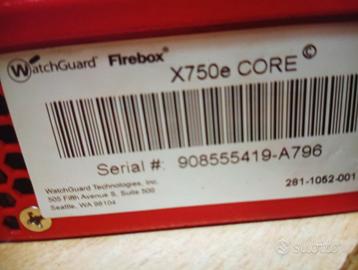 WatchGuard® Firebox®
X750e CORE ©
Serial #: 908555419-A796
WatchGuard Technologies, Inc.
505 Fifth Avenue S, Suite 500
Seattle, WA 98104
281-1052-001
subito